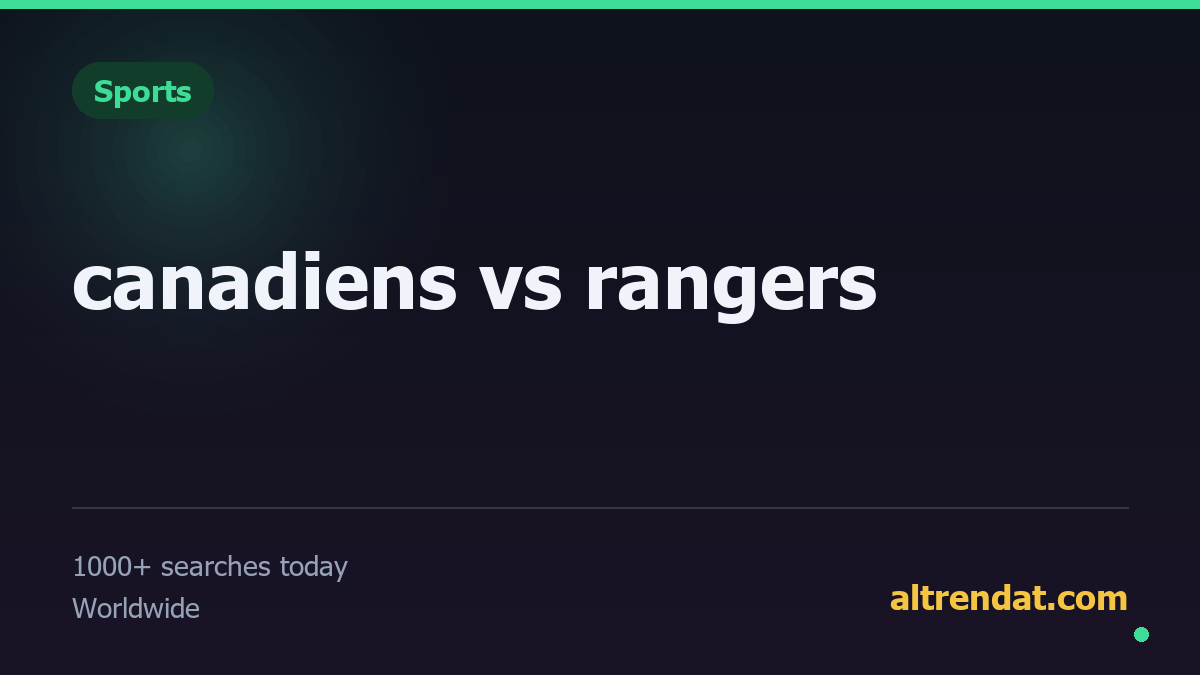 Sports
canadiens vs rangers
1000+ searches today
Worldwide
altrendat.com